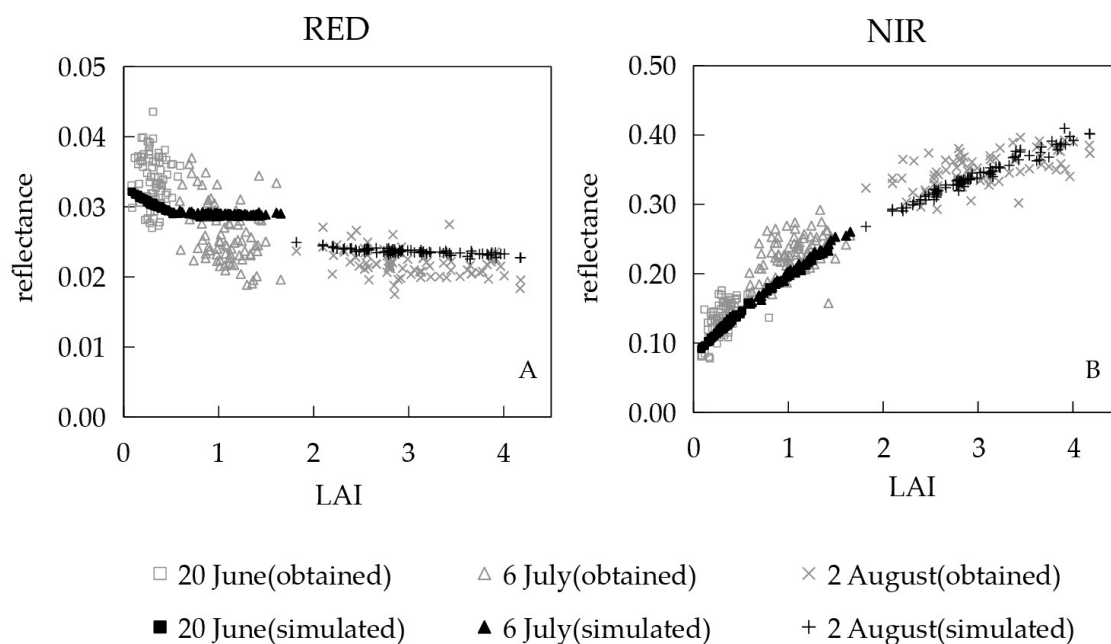 RED
0.05
0.04
0.03
0.02
0.01
0.00
reflectance
0 1 2 3 4
LAI
A
NIR
0.50
0.40
0.30
0.20
0.10
0.00
reflectance
0 1 2 3 4
LAI
B
20 June(obtained) 6 July(obtained) 2 August(obtained)
20 June(simulated) 6 July(simulated) 2 August(simulated)